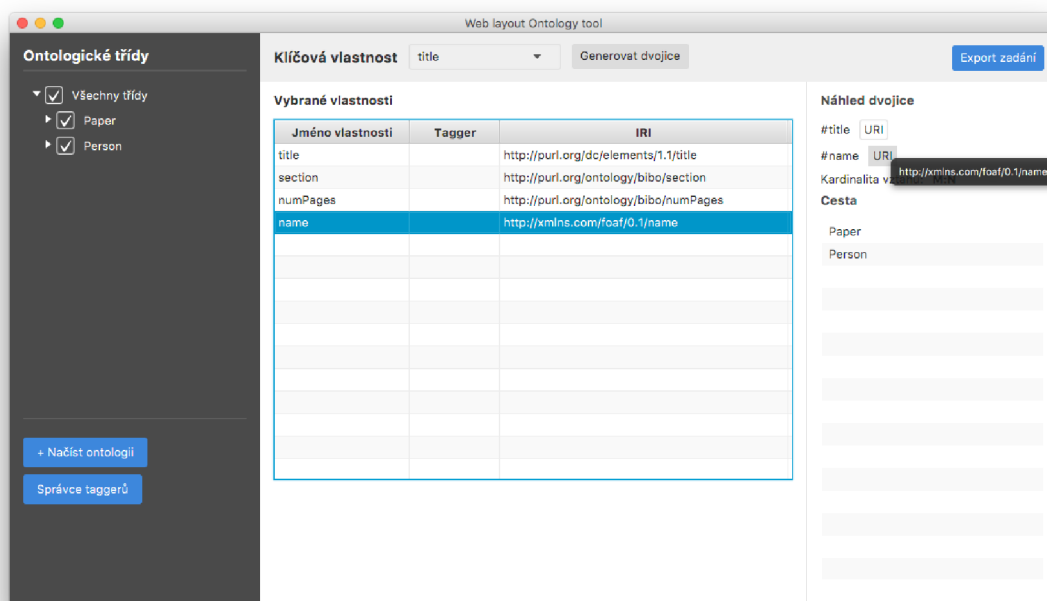 Web layout Ontology tool
Ontologické třídy
Všechny třídy
Paper
Person
+ Načíst ontologii
Správce taggerů
Klíčová vlastnost title Generovat dvojice Export zadání
Vybrané vlastnosti
Jméno vlastnosti Tagger IRI
title http://purl.org/dc/elements/1.1/title
section http://purl.org/ontology/bibo/section
numPages http://purl.org/ontology/bibo/numPages
name http://xmlns.com/foaf/0.1/name
Náhled dvojice
#title URI
#name URI
http://xmlns.com/foaf/0.1/name
Kardinalita
Cesta
Paper
Person